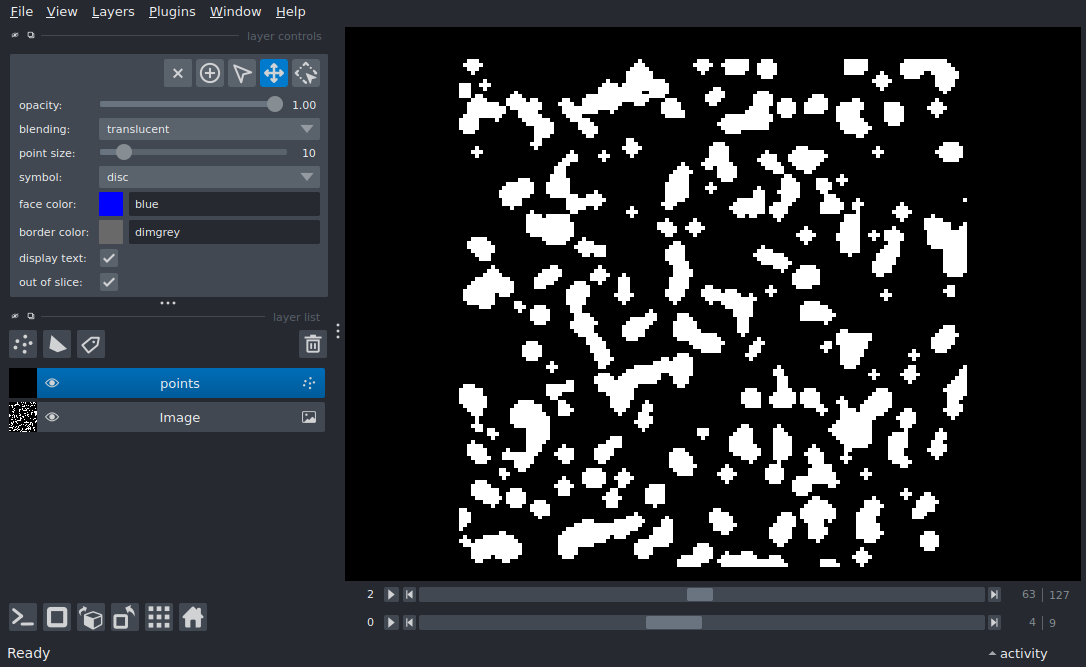 File View Layers Plugins Window Help
layer controls
opacity: 1.00
blending: translucent
point size: 10
symbol: disc
face color: blue
border color: dimgrey
display text:
out of slice:
layer list
points
Image
2 63 127
0 4 9
Ready activity